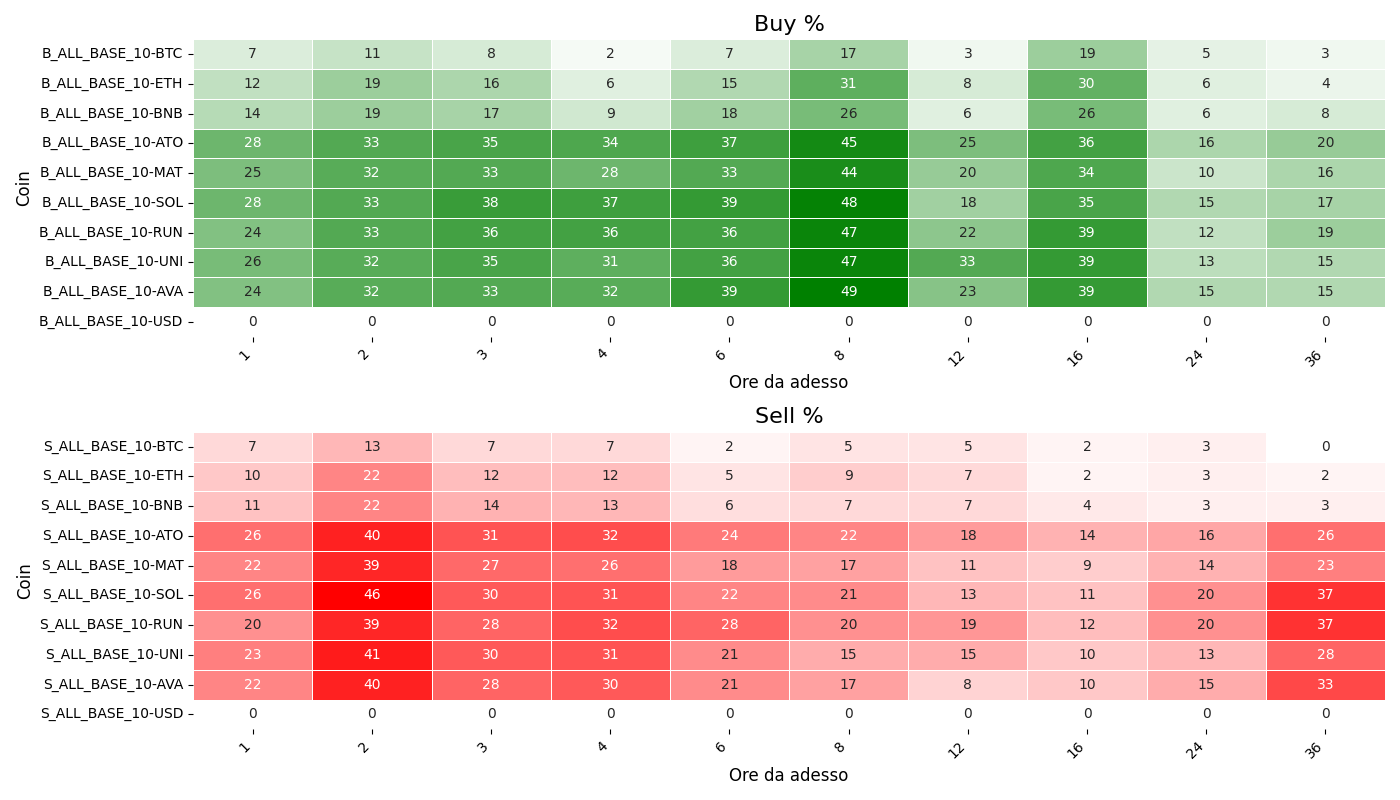 Buy %
Coin
B_ALL_BASE_10-BTC 7 11 8 2 7 17 3 19 5 3
B_ALL_BASE_10-ETH 12 19 16 6 15 31 8 30 6 4
B_ALL_BASE_10-BNB 14 19 17 9 18 26 6 26 6 8
B_ALL_BASE_10-ATO 28 33 35 34 37 45 25 36 16 20
B_ALL_BASE_10-MAT 25 32 33 28 33 44 20 34 10 16
B_ALL_BASE_10-SOL 28 33 38 37 39 48 18 35 15 17
B_ALL_BASE_10-RUN 24 33 36 36 36 47 22 39 12 19
B_ALL_BASE_10-UNI 26 32 35 31 36 47 33 39 13 15
B_ALL_BASE_10-AVA 24 32 33 32 39 49 23 39 15 15
B_ALL_BASE_10-USD 0 0 0 0 0 0 0 0 0 0
1 2 3 4 6 8 12 16 24 36
Ore da adesso
Sell %
Coin
S_ALL_BASE_10-BTC 7 13 7 7 2 5 5 2 3 0
S_ALL_BASE_10-ETH 10 22 12 12 5 9 7 2 3 2
S_ALL_BASE_10-BNB 11 22 14 13 6 7 7 4 3 3
S_ALL_BASE_10-ATO 26 40 31 32 24 22 18 14 16 26
S_ALL_BASE_10-MAT 22 39 27 26 18 17 11 9 14 23
S_ALL_BASE_10-SOL 26 46 30 31 22 21 13 11 20 37
S_ALL_BASE_10-RUN 20 39 28 32 28 20 19 12 20 37
S_ALL_BASE_10-UNI 23 41 30 31 21 15 15 10 13 28
S_ALL_BASE_10-AVA 22 40 28 30 21 17 8 10 15 33
S_ALL_BASE_10-USD 0 0 0 0 0 0 0 0 0 0
1 2 3 4 6 8 12 16 24 36
Ore da adesso